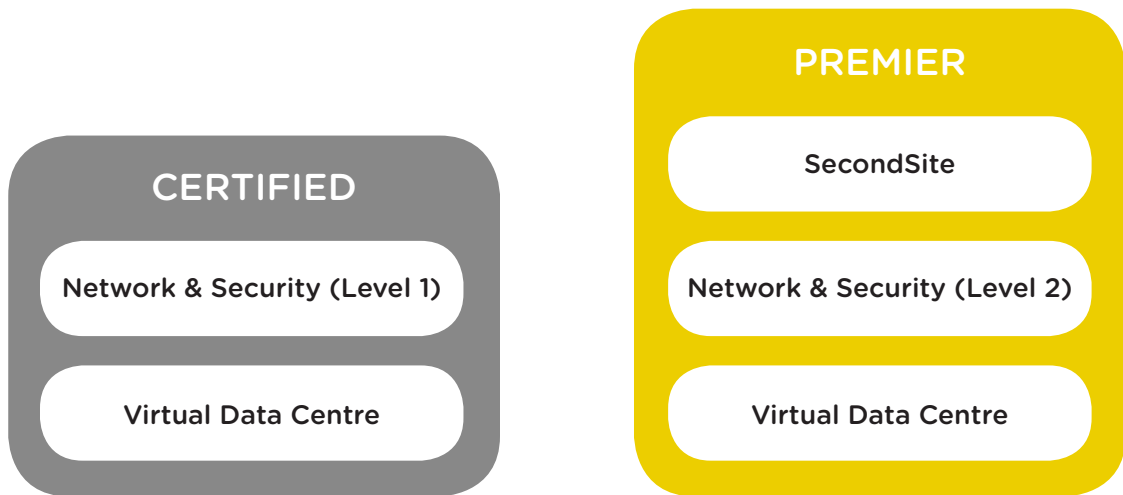 CERTIFIED
Network & Security (Level 1)
Virtual Data Centre
PREMIER
SecondSite
Network & Security (Level 2)
Virtual Data Centre